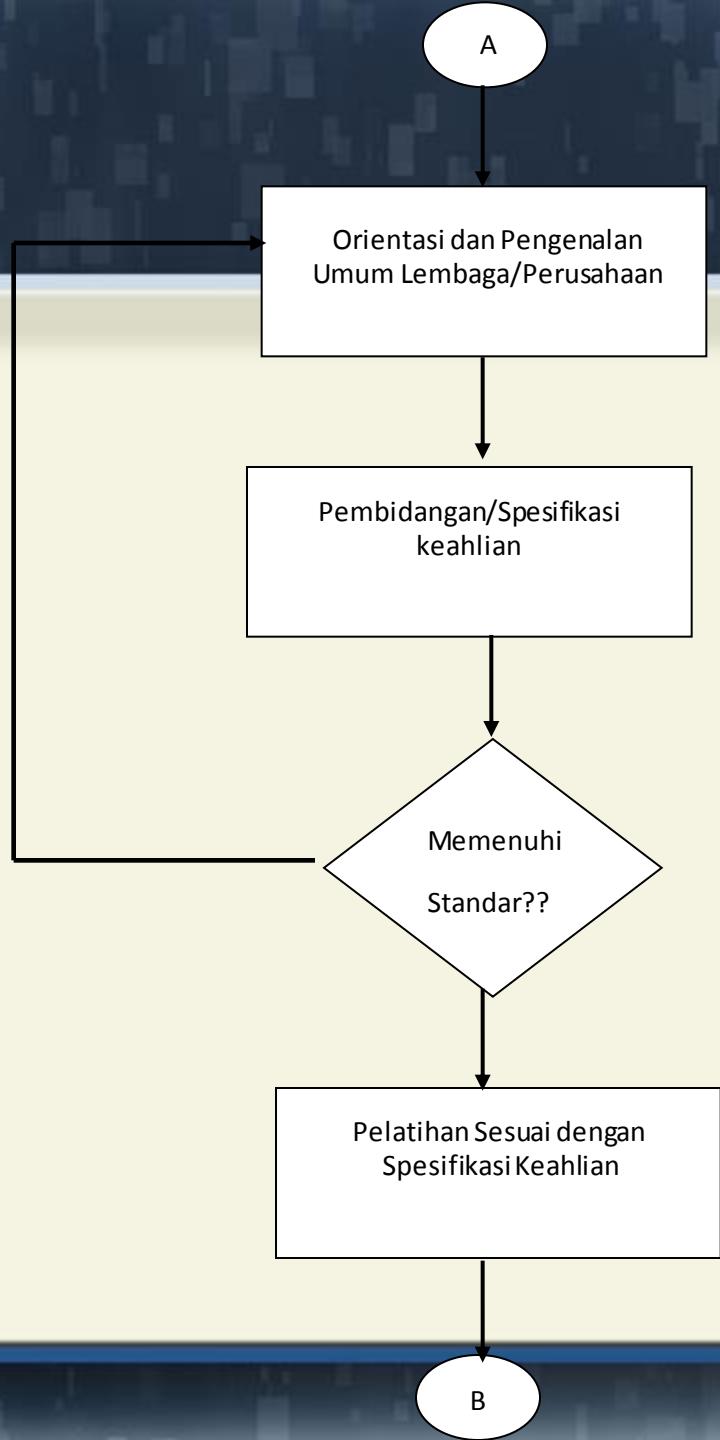 A
Orientasi dan Pengenalan
Umum Lembaga/Perusahaan
Pembidangan/Spesifikasi
keahlian
Memenuhi
Standar??
Pelatihan Sesuai dengan
Spesifikasi Keahlian
B